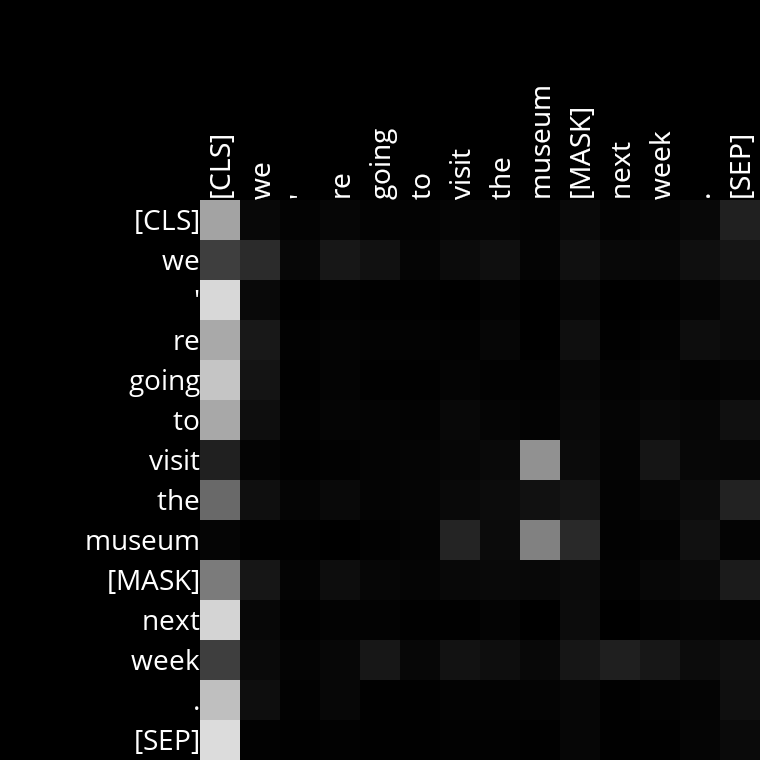 [CLS] we ' re going to visit the museum [MASK] next week . [SEP]
[CLS]
we
'
re
going
to
visit
the
museum
[MASK]
next
week
.
[SEP]